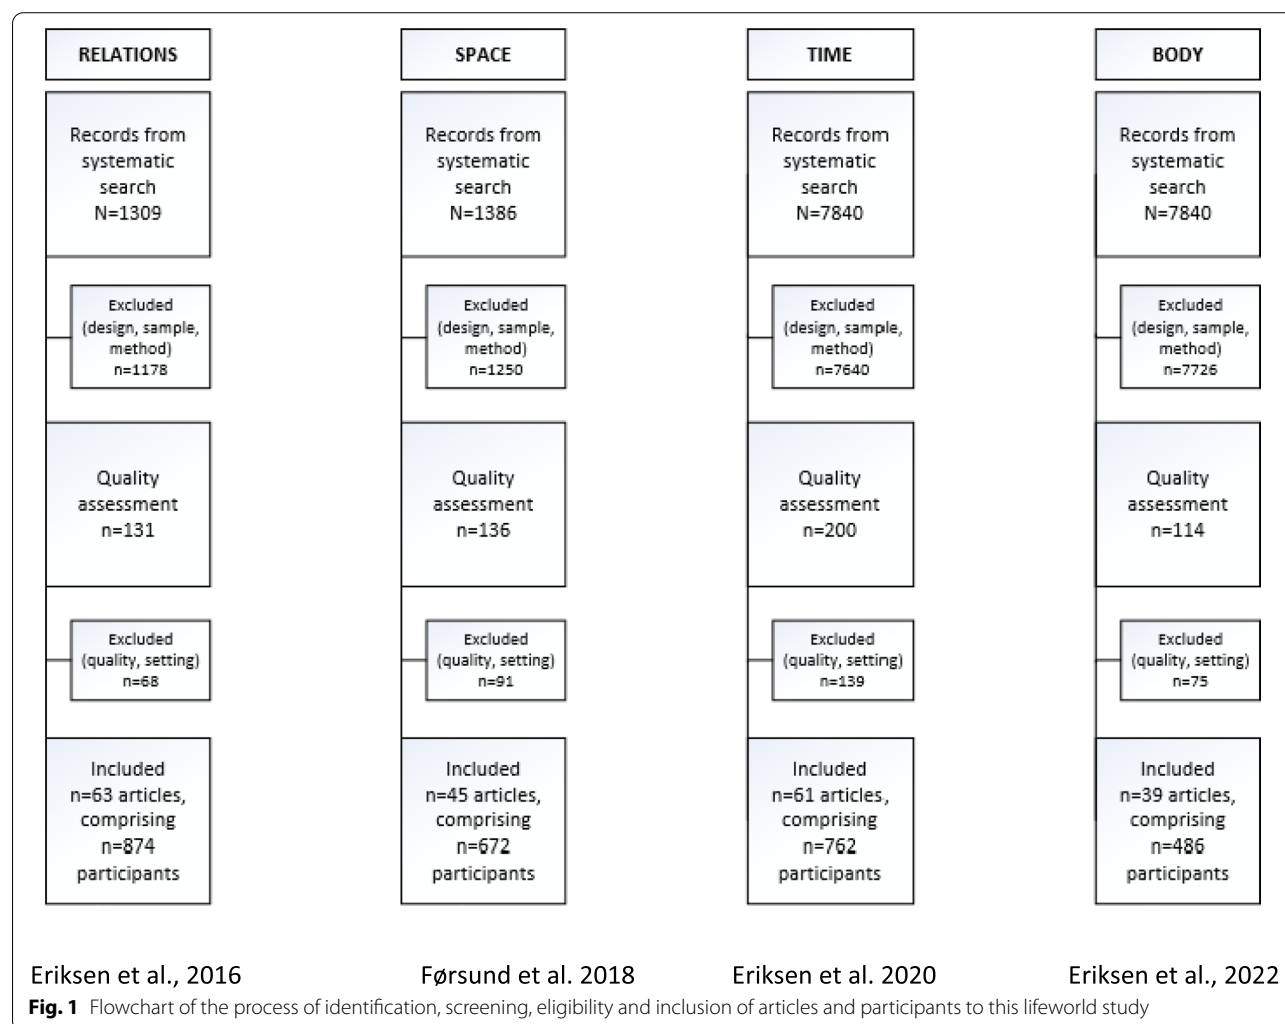 RELATIONS
Records from
systematic
search
N=1309
Excluded
(design, sample,
method)
n=1178
Quality
assessment
n=131
Excluded
(quality, setting)
n=68
Included
n=63 articles,
comprising
n=874
participants
Eriksen et al., 2016
SPACE
Records from
systematic
search
N=1386
Excluded
(design, sample,
method)
n=1250
Quality
assessment
n=136
Excluded
(quality, setting)
n=91
Included
n=45 articles,
comprising
n=672
participants
Førsund et al. 2018
TIME
Records from
systematic
search
N=7840
Excluded
(design, sample,
method)
n=7640
Quality
assessment
n=200
Excluded
(quality, setting)
n=139
Included
n=61 articles,
comprising
n=762
participants
Eriksen et al. 2020
BODY
Records from
systematic
search
N=7840
Excluded
(design, sample,
method)
n=7726
Quality
assessment
n=114
Excluded
(quality, setting)
n=75
Included
n=39 articles,
comprising
n=486
participants
Eriksen et al., 2022
Fig. 1 Flowchart of the process of identification, screening, eligibility and inclusion of articles and participants to this lifeworld study